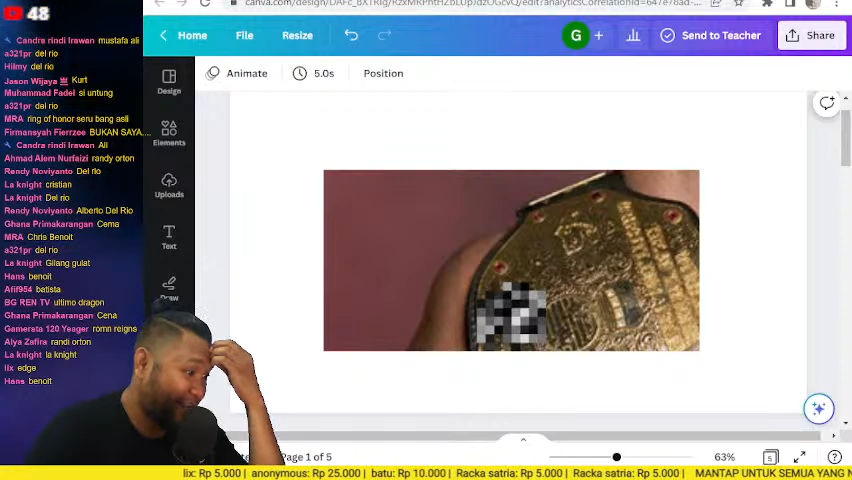 48
canva.com/design/
Home
File
Resize
G
+
Send to Teacher
Share
Animate
5.0s
Position
Design
Elements
Uploads
Text
Draw
Candra rindi Irawan mustafa ali
a321pr del rio
Hilmy del rio
Jason Wijaya Kurt
Muhammad Fadel si untung
a321pr del rio
MRA ring of honor seru bang asli
Firmansyah Fierrzee BUKAN SAYA....
Candra rindi Irawan Ali
Ahmad Alem Nurfaizi randy orton
Rendy Noviyanto Del rio
La knight cristian
La knight Del rio
Rendy Noviyanto Alberto Del Rio
Ghana Primakarangan Cema
MRA Chris Benoit
a321pr del rio
La knight Gilang gulat
Hans benoit
Afif954 batista
BG REN TV ultimo dragon
Ghana Primakarangan Cena
Gamersta 120 Yeager romn reigns
Alya Zafira randi orton
La knight la knight
lix edge
Hans benoit
Page 1 of 5
63%
5
lix: Rp 5.000 | anonymous: Rp 25.000 | batu: Rp 10.000 | Racka satria: Rp 5.000 | Racka satria: Rp 5.000 | MANTAP UNTUK SEMUA YANG